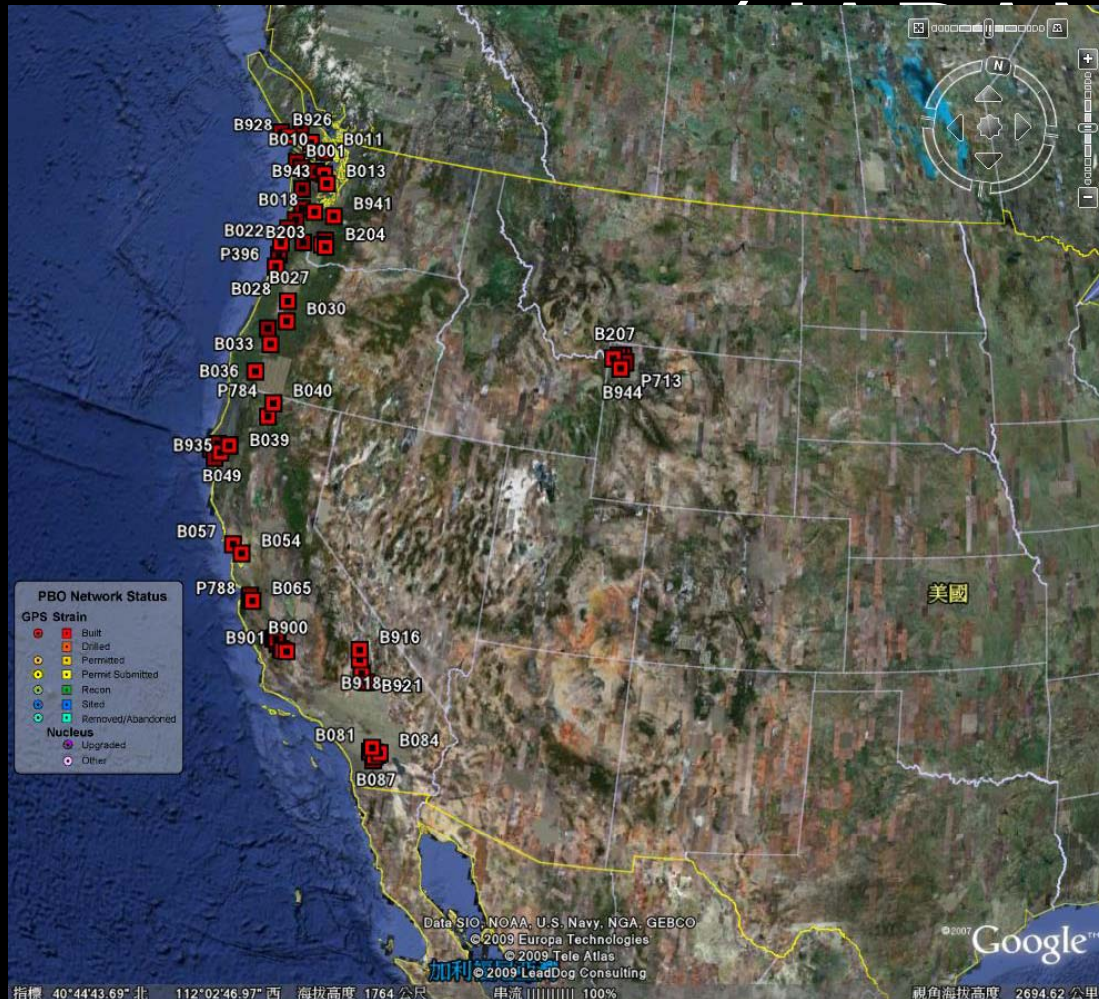 N
B928
B926
B010
B011
B001
B943
B013
B018
B941
B022
B203
B204
P396
B027
B028
B030
B033
B036
P784
B040
B935
B039
B049
B207
P713
B944
B057
B054
P788
B065
B901
B900
B916
B918
B921
B081
B084
B087
PBO Network Status
GPS Strain
Built
Drilled
Permitted
Permit Submitted
Recon
Sited
Removed/Abandoned
Nucleus
Upgraded
Other
美國
Data SIO, NOAA, U.S. Navy, NGA, GEBCO
© 2009 Europa Technologies
© 2009 Tele Atlas
© 2009 LeadDog Consulting
©2007 Google™
指標 40°44'43.69" 北 112°02'46.97" 西 海拔高度 1764 公尺 串流 |||||||||| 100% 視角海拔高度 2694.62 公里